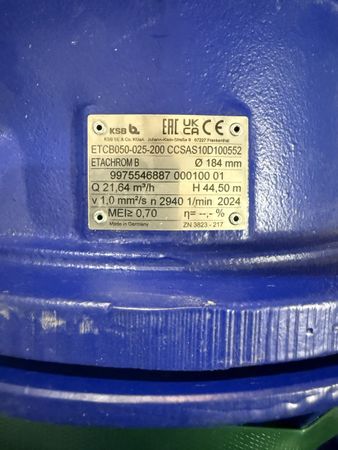 KSB b.
EAC UK CA CE
KSB SE & Co. KGaA Johann-Klein-Straße 9 67227 Frankenthal
ETCB050-025-200 CCSAS10D100552
ETACHROM B Ø 184 mm
9975546887 000100 01
Q 21,64 m³/h H 44,50 m
ν 1,0 mm²/s n 2940 1/min 2024
MEI≥ 0,70 η= --,- %
Made in Germany ZN 3823 - 217